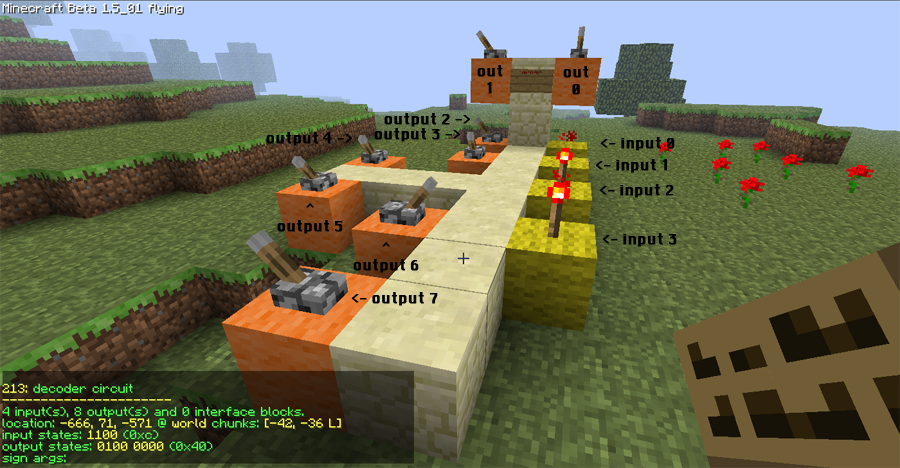 Minecraft Beta 1.5_01 flying
out
1
out
0
output 2 ->
output 3 ->
output 4 ->
<- input 0
<- input 1
<- input 2
<- input 3
^
output 5
^
output 6
<- output 7
213: decoder circuit
----------------------
4 input(s), 8 output(s) and 0 interface blocks.
location: -666, 71, -571 @ world chunks: [-42, -36 L]
input states: 1100 (0xc)
output states: 0100 0000 (0x40)
sign args: